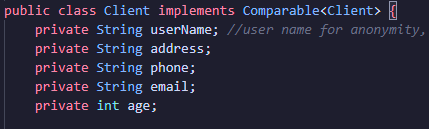 public class Client implements Comparable<Client> {
private String userName; //user name for anonymity,
private String address;
private String phone;
private String email;
private int age;